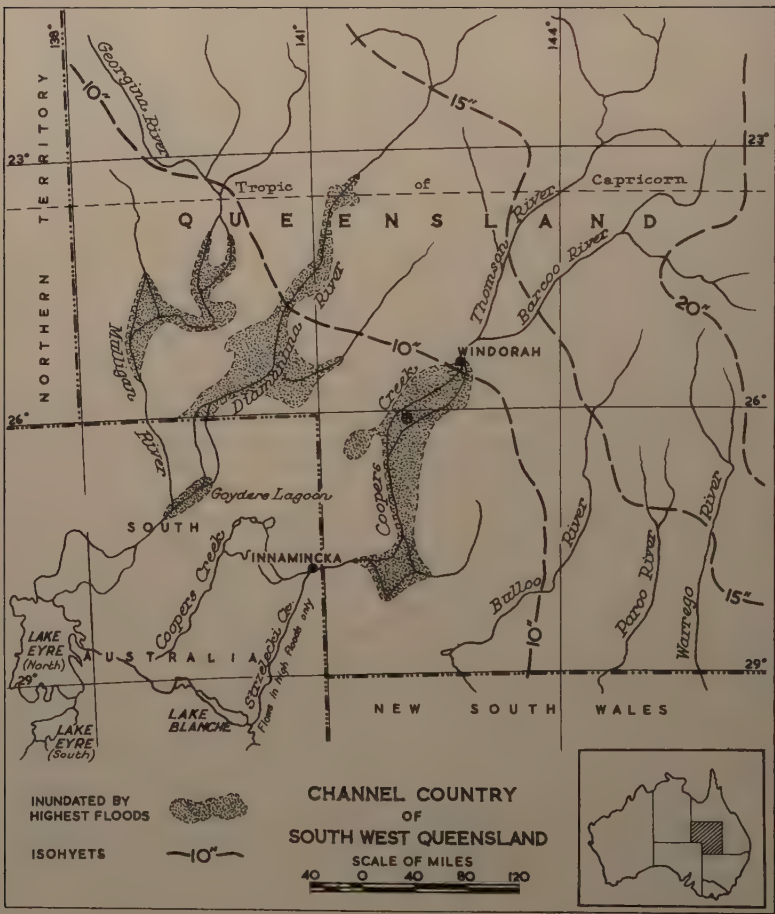 138°
141°
144°
Georgina River
10"
15"
23°
23°
NORTHERN TERRITORY
Tropic of Capricorn
QUEENSLAND
Thomson River
Barcoo River
20"
Mulligan River
Diamantina River
10"
WINDORAH
26°
26°
Coopers Creek
Goydere Lagoon
SOUTH AUSTRALIA
Coopers Creek
INNAMINCKA
Bulloo River
10"
Paroo River
Warrego River
15"
Strzelecki Ck.
Flows in High Floods only
LAKE
EYRE
(North)
29°
29°
LAKE
BLANCHE
LAKE
EYRE
(South)
NEW SOUTH WALES
INUNDATED BY
HIGHEST FLOODS
ISOHYETS
10"
CHANNEL COUNTRY
OF
SOUTH WEST QUEENSLAND
SCALE OF MILES
40 0 40 80 120